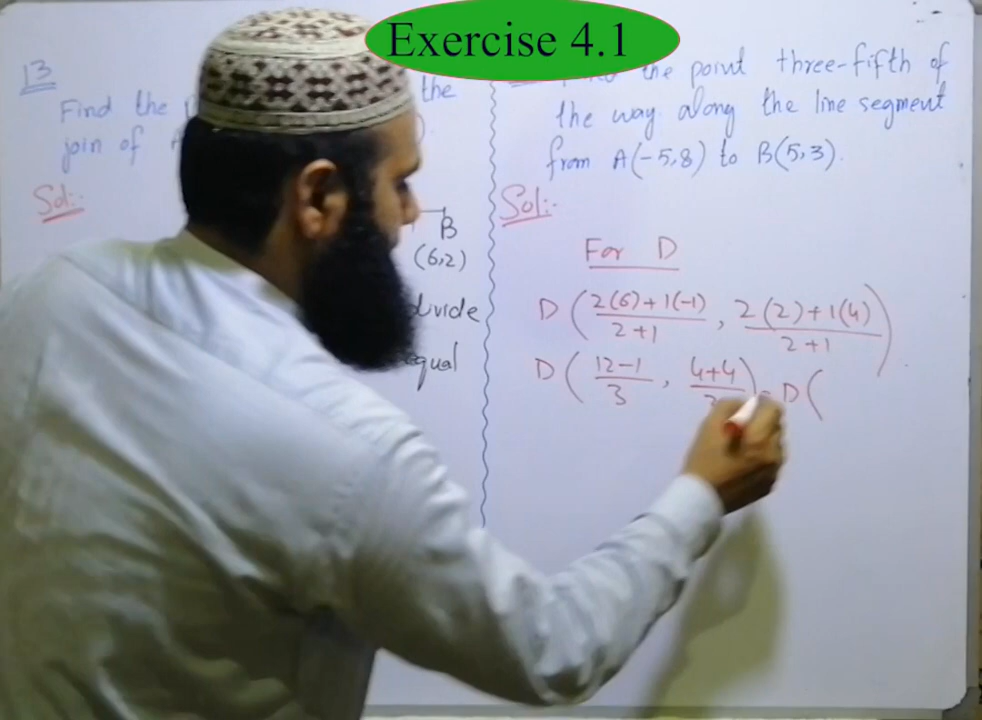 Exercise 4.1
13
Find the the
join of
Sol:-
B
(6,2)
divide
equal
the point three-fifth of
the way along the line segment
from A(-5,8) to B(5,3).
Sol:-
For D
D ( 2(6)+1(-1) / 2+1 , 2(2)+1(4) / 2+1 )
D ( 12-1 / 3 , 4+4 / 3 ) = D (